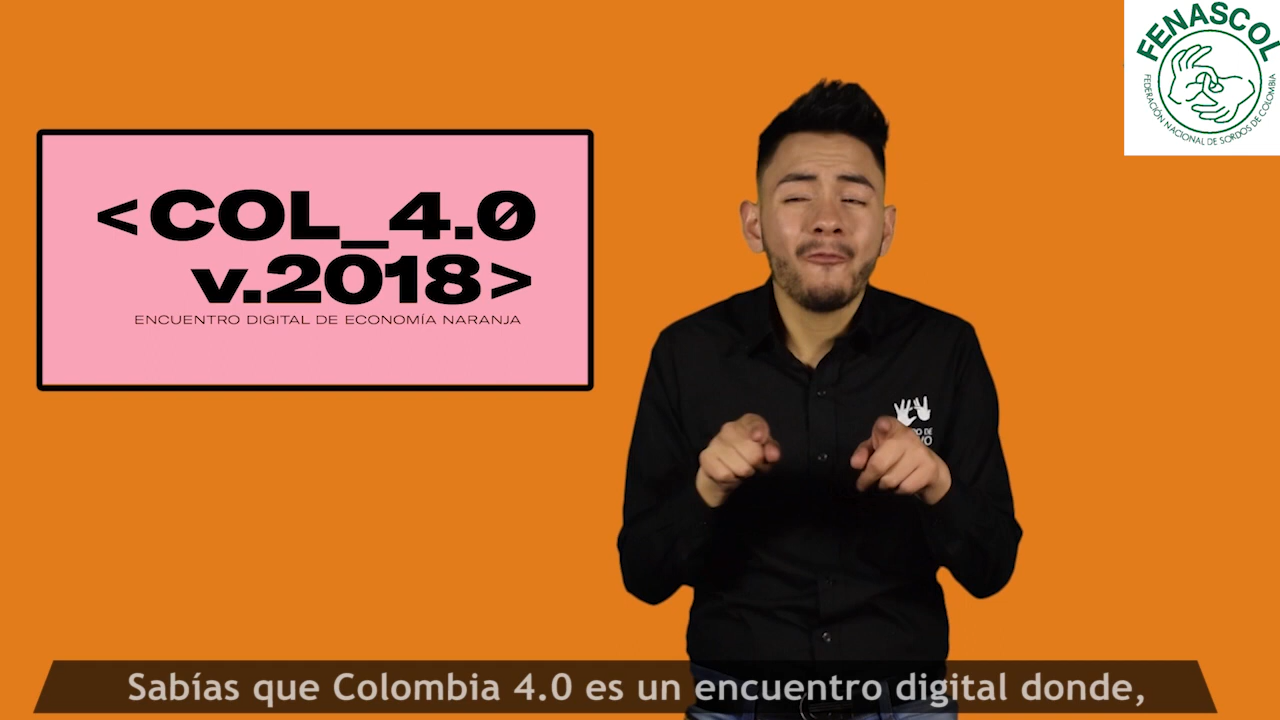 FENASCOL
FEDERACIÓN NACIONAL DE SORDOS DE COLOMBIA
<COL_4.0
v.2018>
ENCUENTRO DIGITAL DE ECONOMÍA NARANJA
Sabías que Colombia 4.0 es un encuentro digital donde,